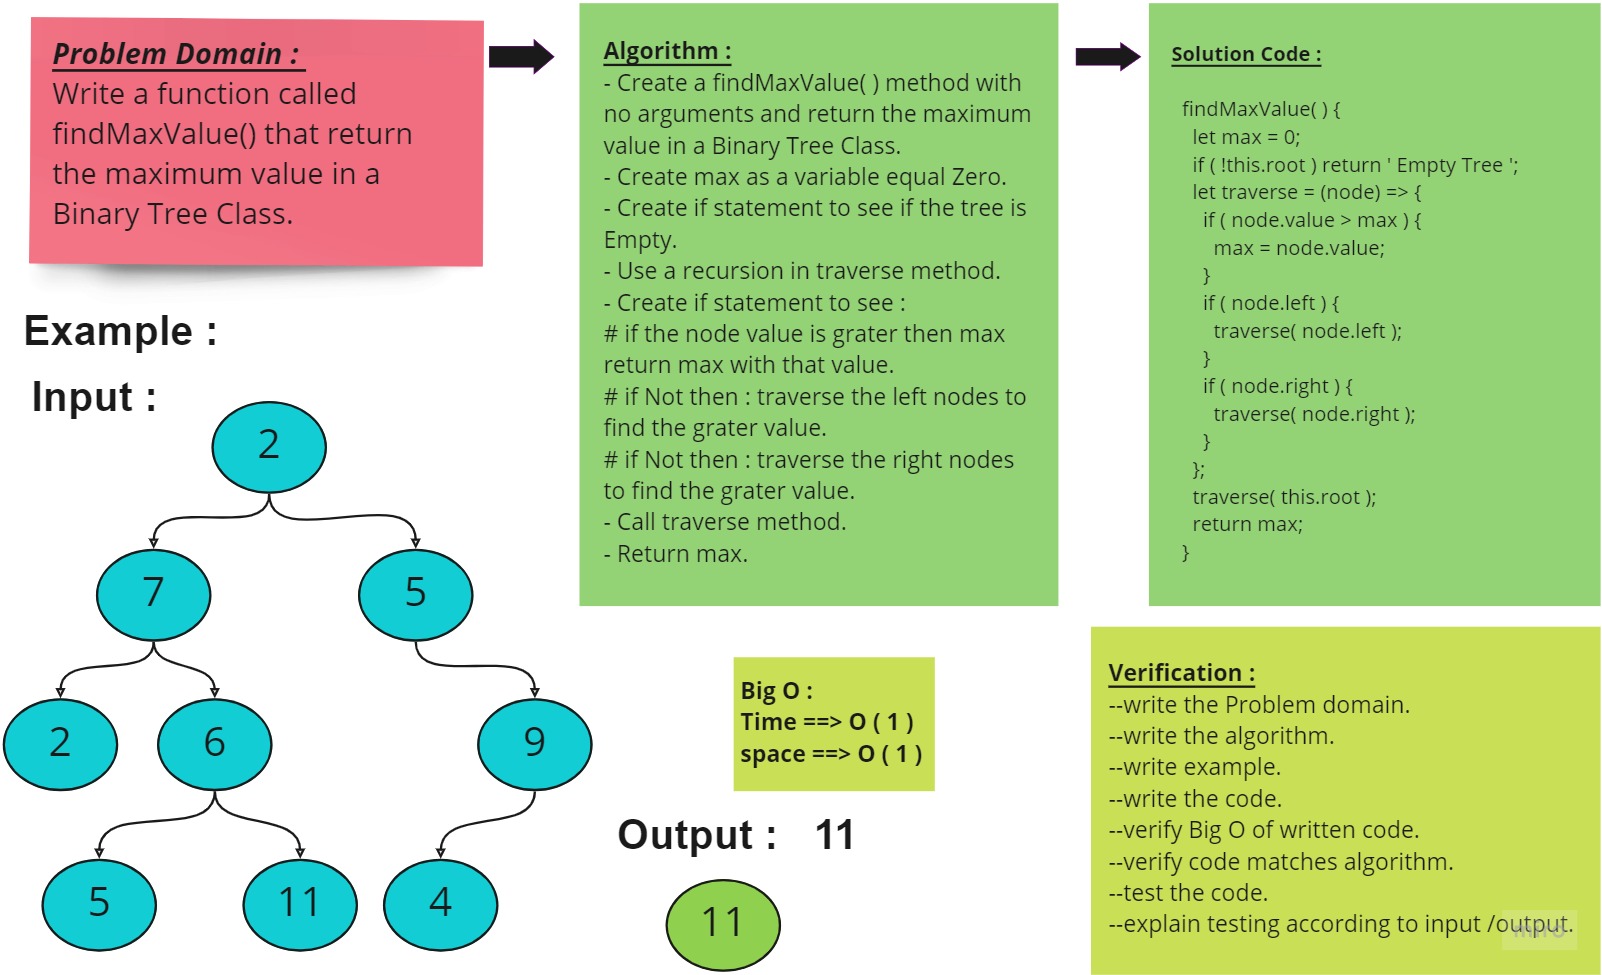 Problem Domain :
Write a function called
findMaxValue() that return
the maximum value in a
Binary Tree Class.
Algorithm :
- Create a findMaxValue( ) method with
no arguments and return the maximum
value in a Binary Tree Class.
- Create max as a variable equal Zero.
- Create if statement to see if the tree is
Empty.
- Use a recursion in traverse method.
- Create if statement to see :
# if the node value is grater then max
return max with that value.
# if Not then : traverse the left nodes to
find the grater value.
# if Not then : traverse the right nodes
to find the grater value.
- Call traverse method.
- Return max.
Solution Code :
findMaxValue( ) {
let max = 0;
if ( !this.root ) return ' Empty Tree ';
let traverse = (node) => {
if ( node.value > max ) {
max = node.value;
}
if ( node.left ) {
traverse( node.left );
}
if ( node.right ) {
traverse( node.right );
}
};
traverse( this.root );
return max;
}
Example :
Input :
2
7
5
2
6
9
5
11
4
Big O :
Time ==> O ( 1 )
space ==> O ( 1 )
Output : 11
11
Verification :
--write the Problem domain.
--write the algorithm.
--write example.
--write the code.
--verify Big O of written code.
--verify code matches algorithm.
--test the code.
--explain testing according to input /output.
miro